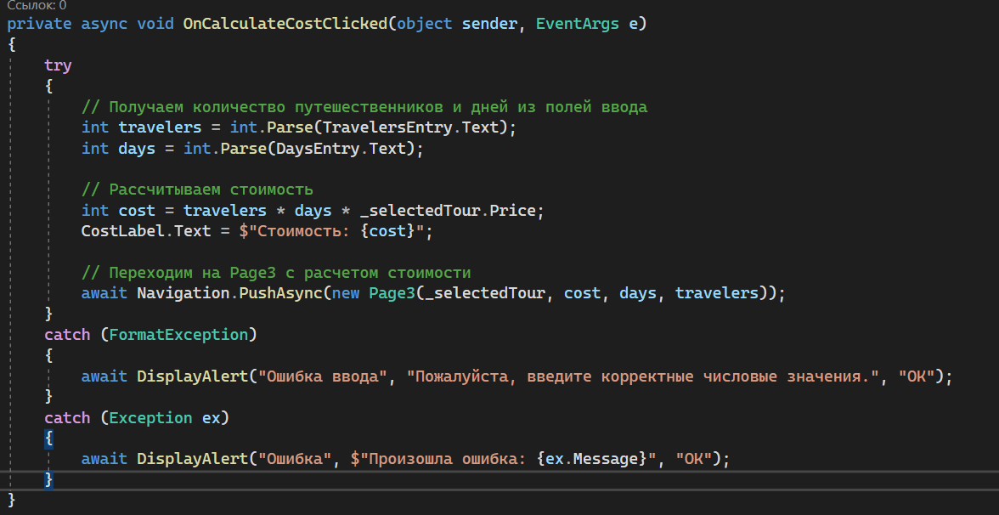 Ссылок: 0
private async void OnCalculateCostClicked(object sender, EventArgs e)
{
try
{
// Получаем количество путешественников и дней из полей ввода
int travelers = int.Parse(TravelersEntry.Text);
int days = int.Parse(DaysEntry.Text);
// Рассчитываем стоимость
int cost = travelers * days * _selectedTour.Price;
CostLabel.Text = $"Стоимость: {cost}";
// Переходим на Page3 с расчетом стоимости
await Navigation.PushAsync(new Page3(_selectedTour, cost, days, travelers));
}
catch (FormatException)
{
await DisplayAlert("Ошибка ввода", "Пожалуйста, введите корректные числовые значения.", "ОК");
}
catch (Exception ex)
{
await DisplayAlert("Ошибка", $"Произошла ошибка: {ex.Message}", "ОК");
}
}